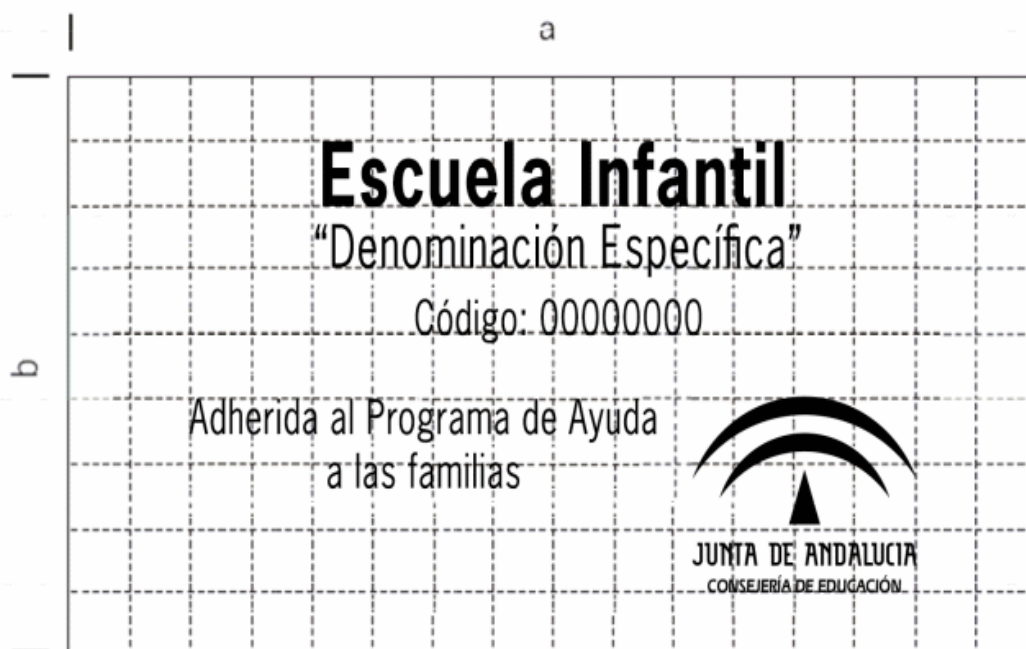 a
b
Escuela Infantil
“Denominación Específica”
Código: 00000000
Adherida al Programa de Ayuda
a las familias
JUNTA DE ANDALUCIA
CONSEJERÍA DE EDUCACIÓN